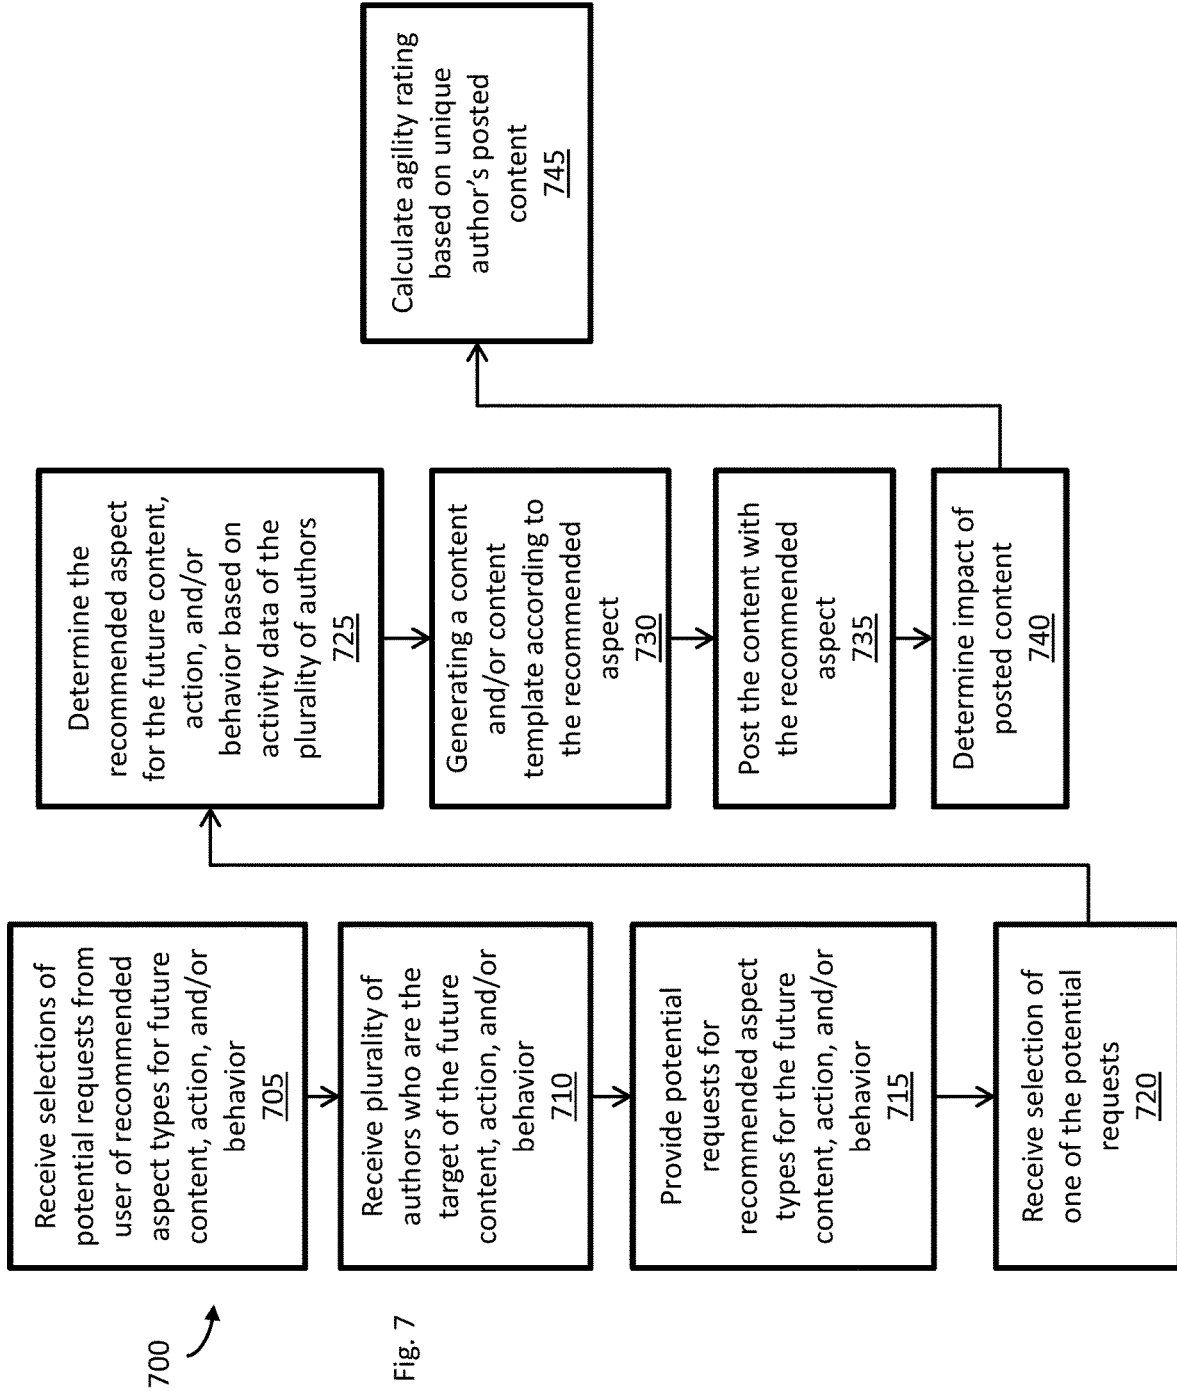 700
Fig. 7
Receive selections of
potential requests from
user of recommended
aspect types for future
content, action, and/or
behavior
705
Receive plurality of
authors who are the
target of the future
content, action, and/or
behavior
710
Provide potential
requests for
recommended aspect
types for the future
content, action, and/or
behavior
715
Receive selection of
one of the potential
requests
720
Determine the
recommended aspect
for the future content,
action, and/or
behavior based on
activity data of the
plurality of authors
725
Generating a content
and/or content
template according to
the recommended
aspect
730
Post the content with
the recommended
aspect
735
Determine impact of
posted content
740
Calculate agility rating
based on unique
author's posted
content
745